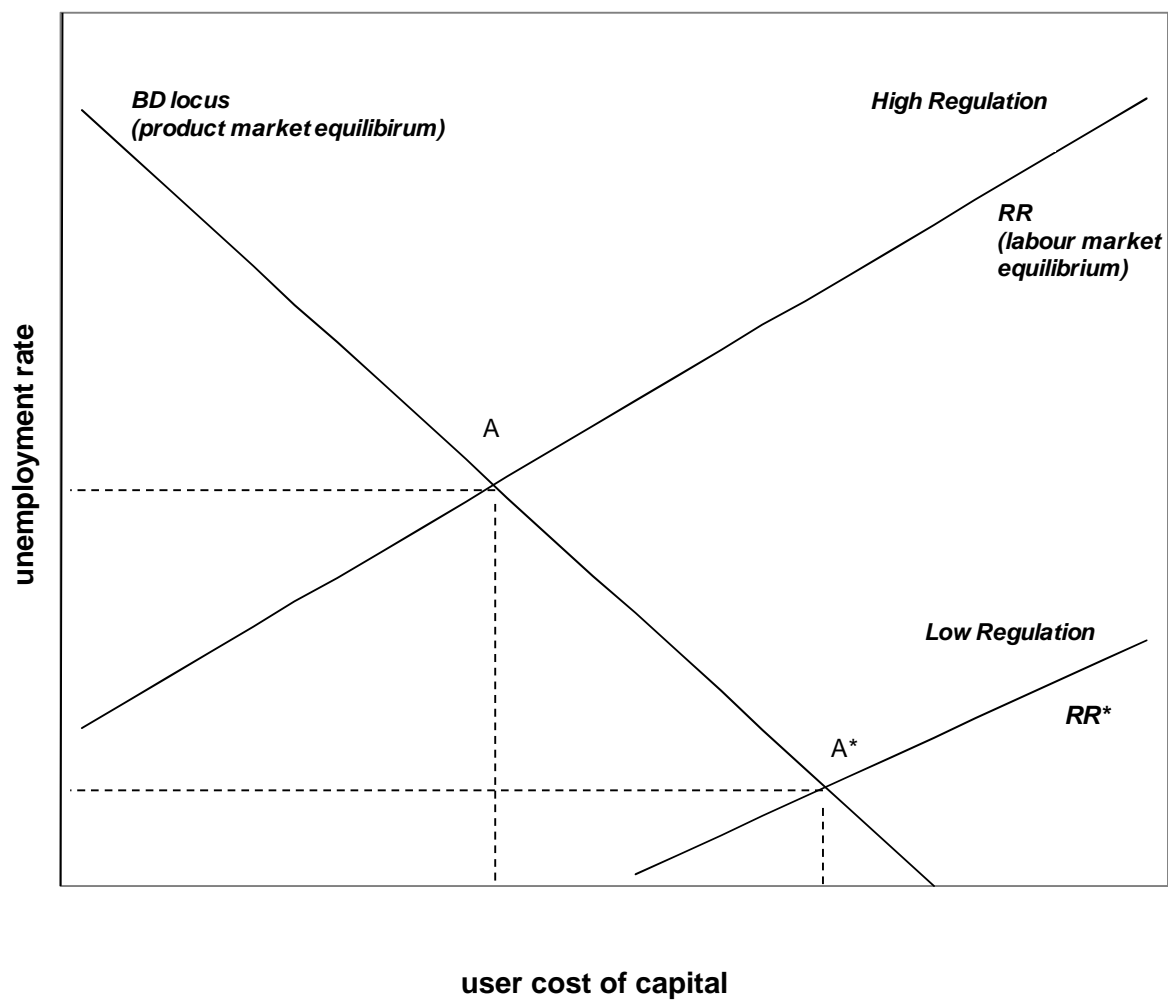 BD locus
(product market equilibirum)
High Regulation
RR
(labour market
equilibrium)
A
unemployment rate
Low Regulation
RR*
A*
user cost of capital